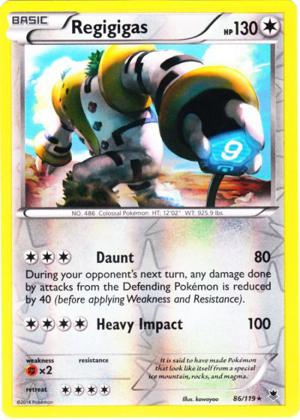 BASIC
Regigigas
HP 130
9
NO. 486 Colossal Pokémon HT: 12'02" WT: 925.9 lbs.
Daunt 80
During your opponent's next turn, any damage done
by attacks from the Defending Pokémon is reduced
by 40 (before applying Weakness and Resistance).
Heavy Impact 100
weakness resistance
×2
retreat
It is said to have made Pokémon
that look like itself from a special
ice mountain, rocks, and magma.
©2014 Pokémon
Illus. kawayoo 86/119 ★